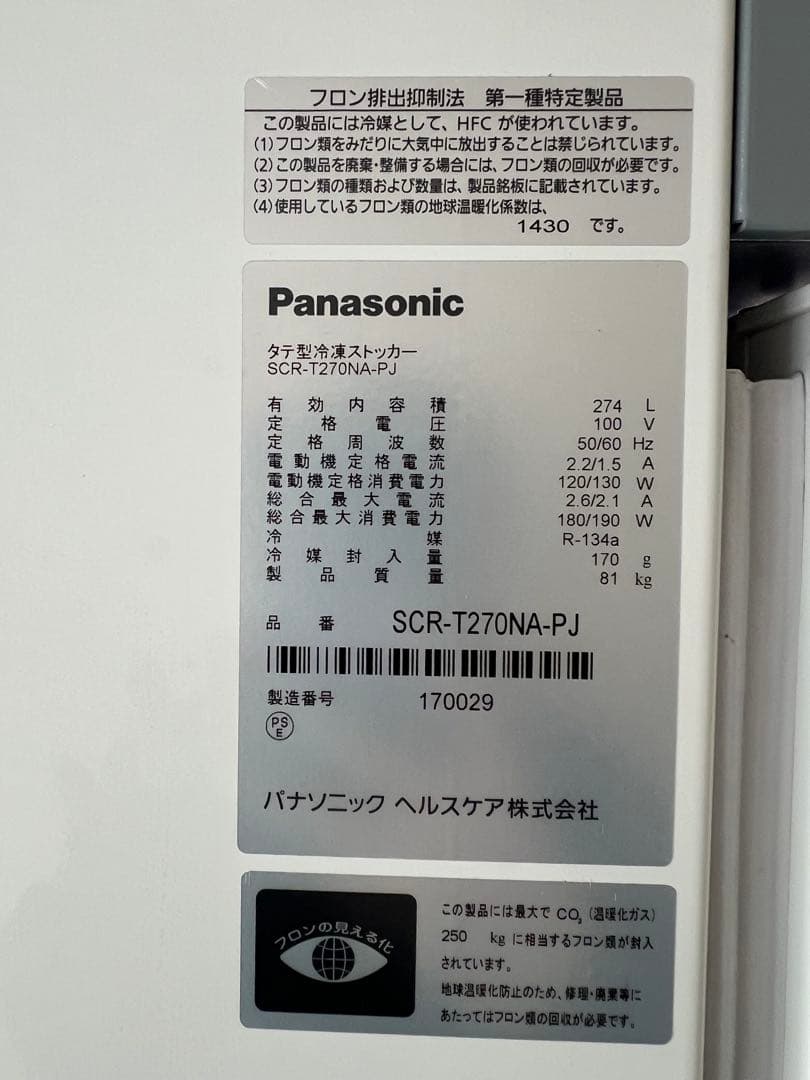 フロン排出抑制法　第一種特定製品
この製品には冷媒として、HFC が使われています。
(1)フロン類をみだりに大気中に放出することは禁じられています。
(2)この製品を廃棄・整備する場合には、フロン類の回収が必要です。
(3)フロン類の種類および数量は、製品銘板に記載されています。
(4)使用しているフロン類の地球温暖化係数は、
1430 です。
Panasonic
タテ型冷凍ストッカー
SCR-T270NA-PJ
有効内容積 274 L
定格電圧 100 V
定格周波数 50/60 Hz
電動機定格電流 2.2/1.5 A
電動機定格消費電力 120/130 W
総合最大電流 2.6/2.1 A
総合最大消費電力 180/190 W
冷媒 R-134a
冷媒封入量 170 g
製品質量 81 kg
品番 SCR-T270NA-PJ
製造番号 170029
PS
E
パナソニック ヘルスケア株式会社
フロンの見える化
この製品には最大で CO₂ (温暖化ガス)
250 kg に相当するフロン類が封入
されています。
地球温暖化防止のため、修理・廃棄等に
あたってはフロン類の回収が必要です。